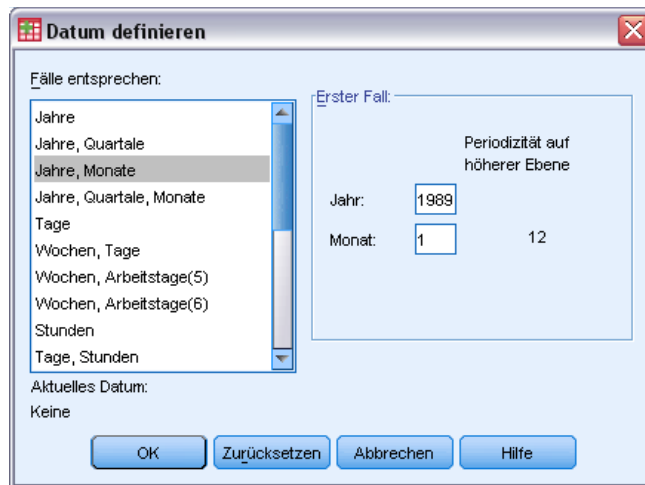 Datum definieren
Fälle entsprechen:
Jahre
Jahre, Quartale
Jahre, Monate
Jahre, Quartale, Monate
Tage
Wochen, Tage
Wochen, Arbeitstage(5)
Wochen, Arbeitstage(6)
Stunden
Tage, Stunden
Aktuelles Datum:
Keine
Erster Fall:
Periodizität auf
höherer Ebene
Jahr: 1989
Monat: 1 12
OK Zurücksetzen Abbrechen Hilfe